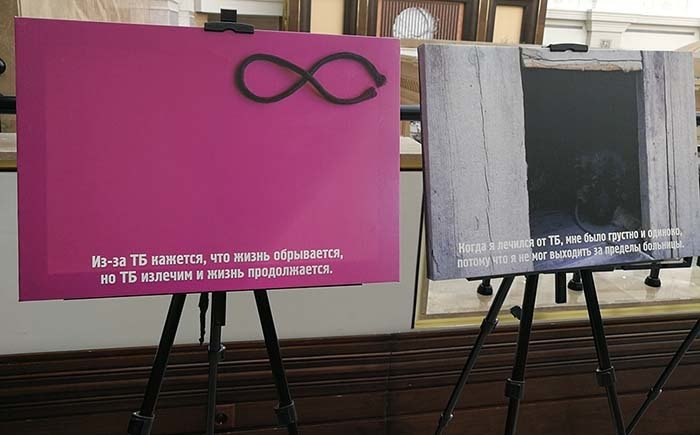 Из-за ТБ кажется, что жизнь обрывается,
но ТБ излечим и жизнь продолжается.
Когда я лечился от ТБ, мне было грустно и одиноко,
потому что я не мог выходить за пределы больницы.